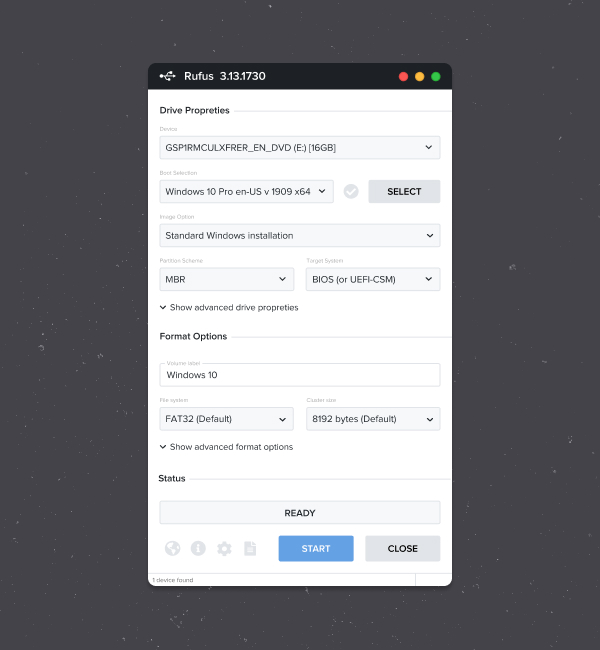 Rufus 3.13.1730
Drive Propreties
Device
GSP1RMCULXFRER_EN_DVD (E:) [16GB]
Boot Selection
Windows 10 Pro en-US v 1909 x64
SELECT
Image Option
Standard Windows installation
Partition Scheme
Target System
MBR
BIOS (or UEFI-CSM)
Show advanced drive propreties
Format Options
Volume label
Windows 10
File system
Cluster size
FAT32 (Default)
8192 bytes (Default)
Show advanced format options
Status
READY
START
CLOSE
1 device found